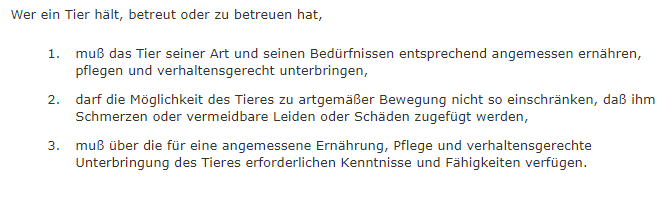 Wer ein Tier hält, betreut oder zu betreuen hat,
1. muß das Tier seiner Art und seinen Bedürfnissen entsprechend angemessen ernähren,
pflegen und verhaltensgerecht unterbringen,
2. darf die Möglichkeit des Tieres zu artgemäßer Bewegung nicht so einschränken, daß ihm
Schmerzen oder vermeidbare Leiden oder Schäden zugefügt werden,
3. muß über die für eine angemessene Ernährung, Pflege und verhaltensgerechte
Unterbringung des Tieres erforderlichen Kenntnisse und Fähigkeiten verfügen.